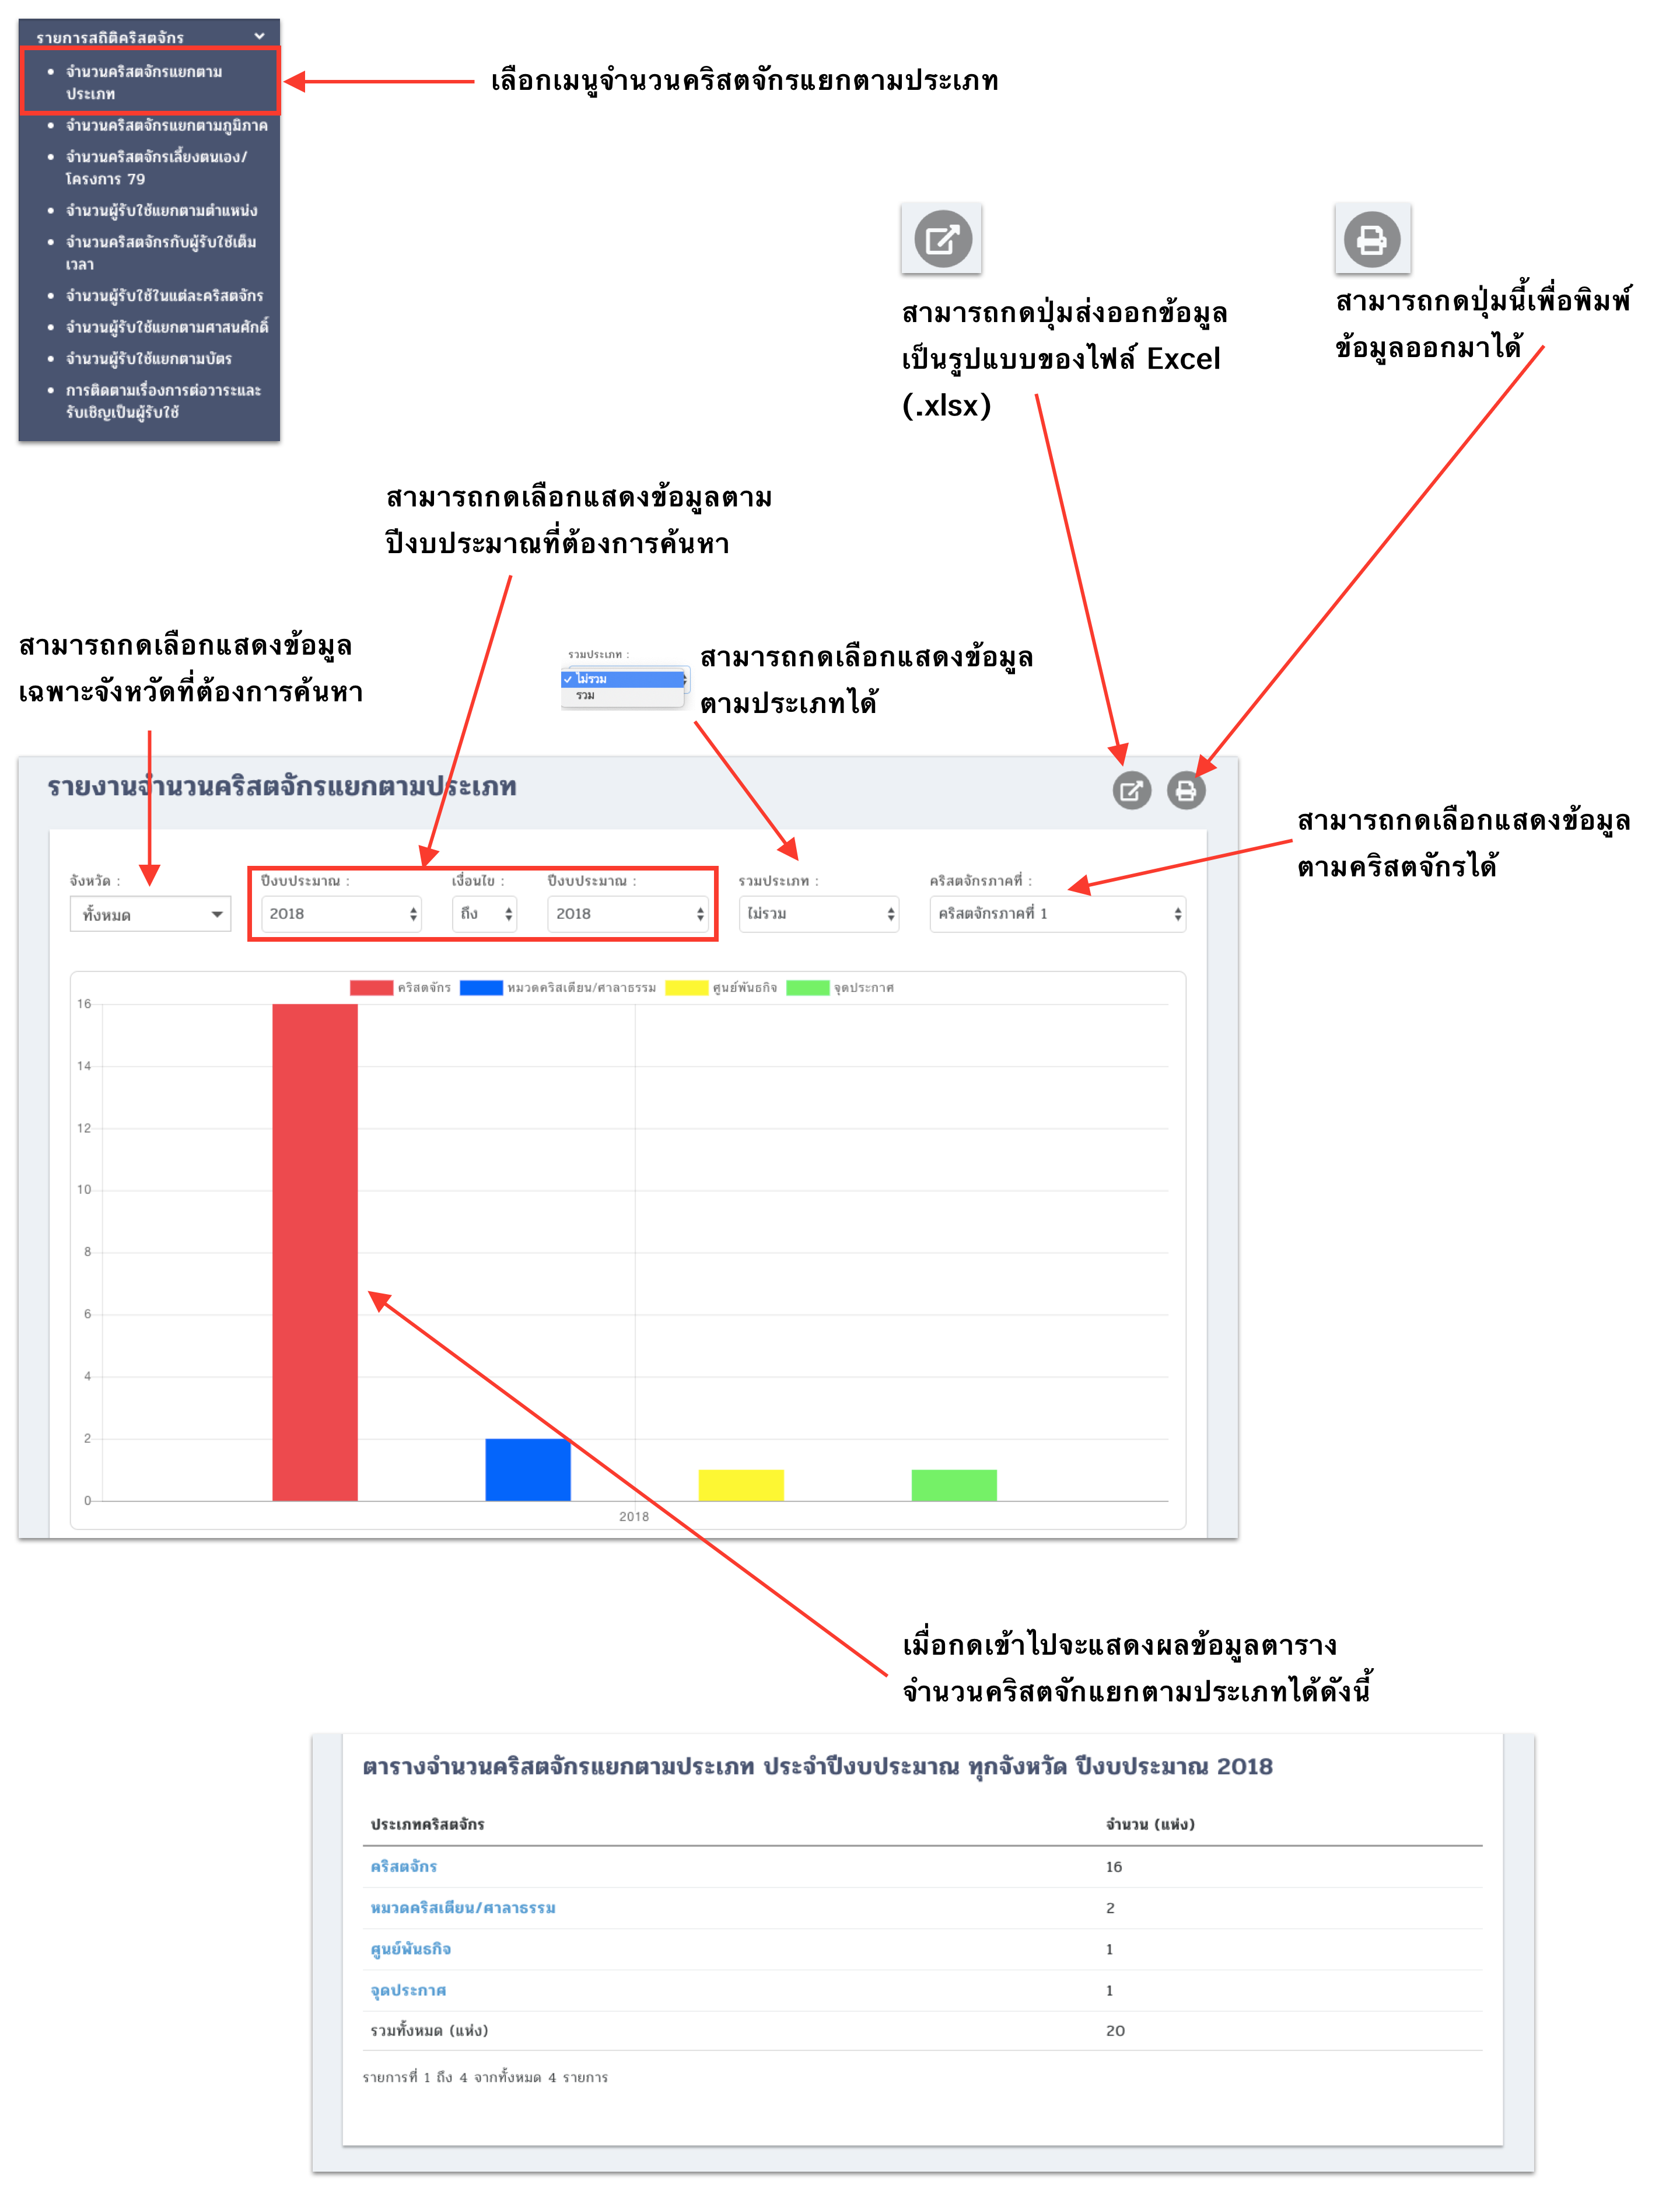 รายการสถิติคริสตจักร
จำนวนคริสตจักรแยกตาม
ประเภท
จำนวนคริสตจักรแยกตามภูมิภาค
จำนวนคริสตจักรเลี้ยงตนเอง/
โครงการ 79
จำนวนผู้รับใช้แยกตามตำแหน่ง
จำนวนคริสตจักรกับผู้รับใช้เต็ม
เวลา
จำนวนผู้รับใช้ในแต่ละคริสตจักร
จำนวนผู้รับใช้แยกตามศาสนศักดิ์
จำนวนผู้รับใช้แยกตามบัตร
การติดตามเรื่องการต่อวาระและ
รับเชิญเป็นผู้รับใช้
เลือกเมนูจำนวนคริสตจักรแยกตามประเภท
สามารถกดปุ่มส่งออกข้อมูล
เป็นรูปแบบของไฟล์ Excel
(.xlsx)
สามารถกดปุ่มนี้เพื่อพิมพ์
ข้อมูลออกมาได้
สามารถกดเลือกแสดงข้อมูลตาม
ปีงบประมาณที่ต้องการค้นหา
สามารถกดเลือกแสดงข้อมูล
เฉพาะจังหวัดที่ต้องการค้นหา
รวมประเภท :
✓ ไม่รวม
รวม
สามารถกดเลือกแสดงข้อมูล
ตามประเภทได้
รายงานจำนวนคริสตจักรแยกตามประเภท
สามารถกดเลือกแสดงข้อมูล
ตามคริสตจักรได้
จังหวัด : ปีงบประมาณ : เงื่อนไข : ปีงบประมาณ : รวมประเภท : คริสตจักรภาคที่ :
ทั้งหมด 2018 ถึง 2018 ไม่รวม คริสตจักรภาคที่ 1
คริสตจักร หมวดคริสเตียน/ศาลาธรรม ศูนย์พันธกิจ จุดประกาศ
16
14
12
10
8
6
4
2
0
2018
เมื่อกดเข้าไปจะแสดงผลข้อมูลตาราง
จำนวนคริสตจักแยกตามประเภทได้ดังนี้
ตารางจำนวนคริสตจักรแยกตามประเภท ประจำปีงบประมาณ ทุกจังหวัด ปีงบประมาณ 2018
ประเภทคริสตจักร จำนวน (แห่ง)
คริสตจักร 16
หมวดคริสเตียน/ศาลาธรรม 2
ศูนย์พันธกิจ 1
จุดประกาศ 1
รวมทั้งหมด (แห่ง) 20
รายการที่ 1 ถึง 4 จากทั้งหมด 4 รายการ